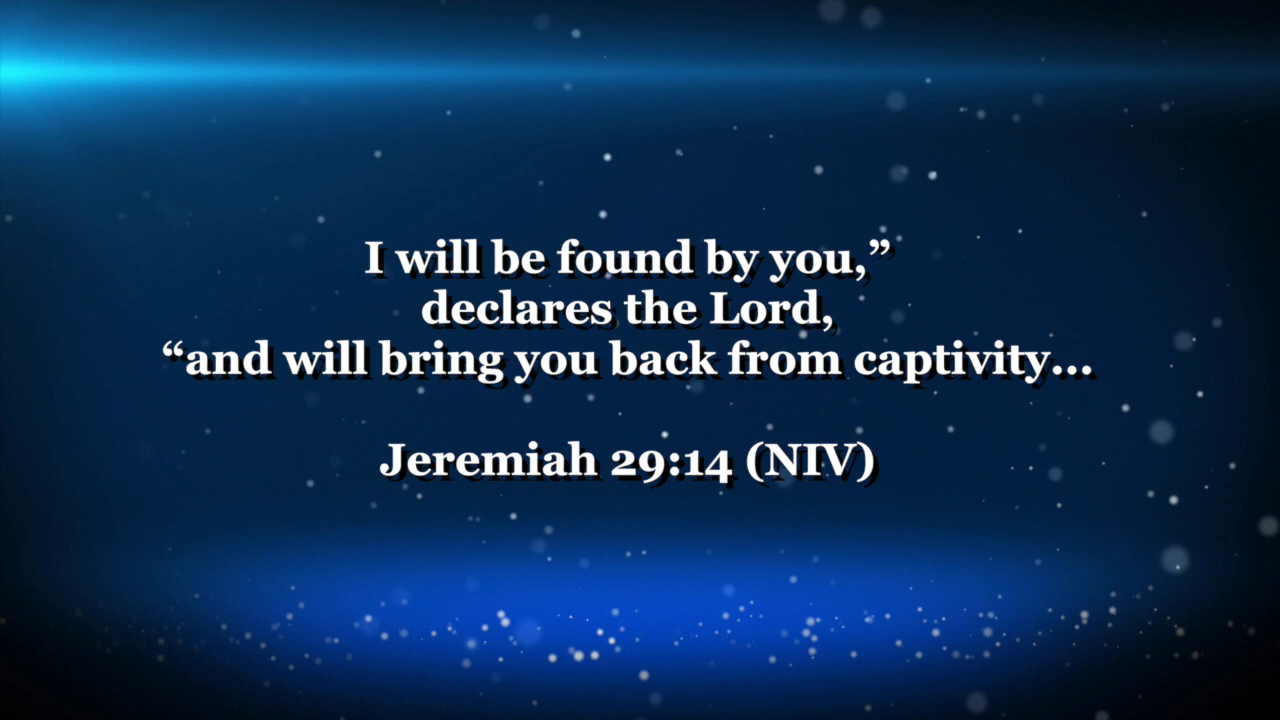 I will be found by you,”
declares the Lord,
“and will bring you back from captivity...
Jeremiah 29:14 (NIV)